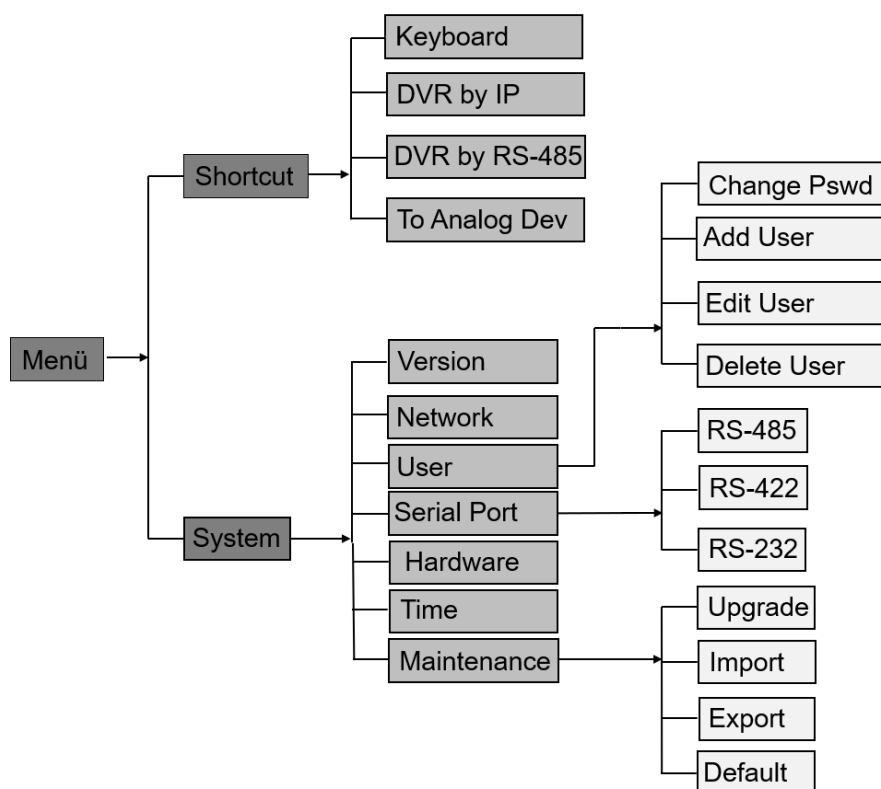 Menü
Shortcut
Keyboard
DVR by IP
DVR by RS-485
To Analog Dev
System
Version
Network
User
Change Pswd
Add User
Edit User
Delete User
Serial Port
RS-485
RS-422
RS-232
Hardware
Time
Maintenance
Upgrade
Import
Export
Default